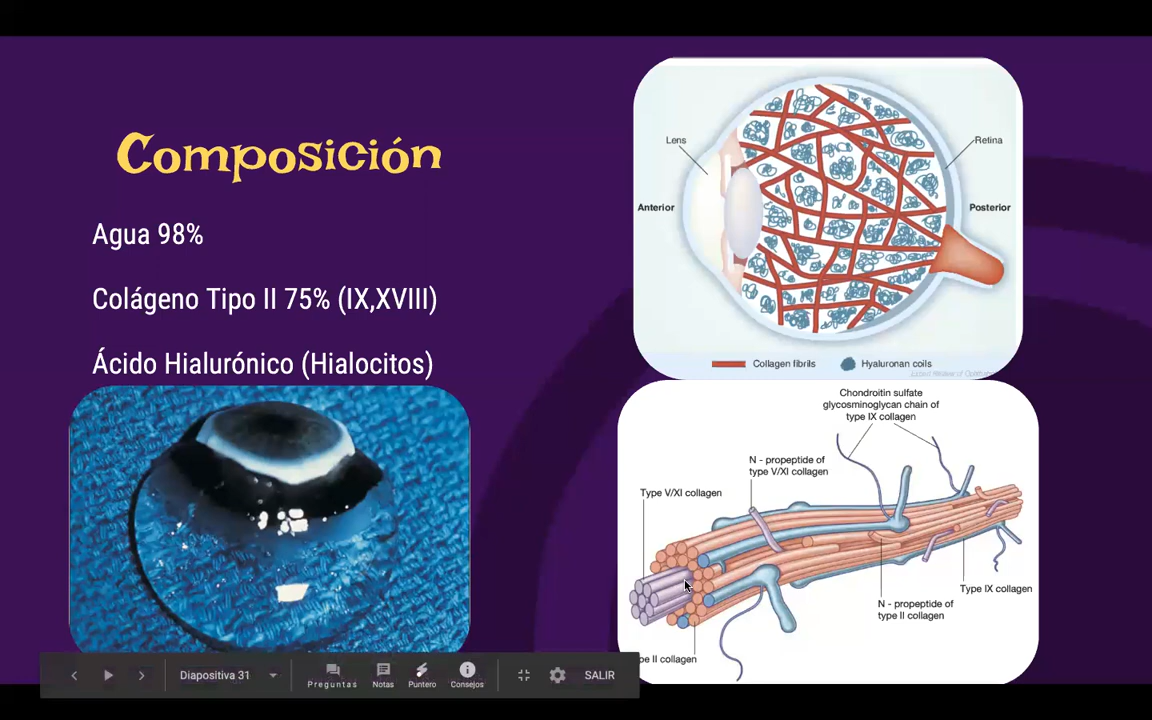 Composición
Agua 98%
Colágeno Tipo II 75% (IX,XVIII)
Ácido Hialurónico (Hialocitos)
Lens
Retina
Anterior
Posterior
Collagen fibrils
Hyaluronan coils
Chondroitin sulfate
glycosminoglycan chain of
type IX collagen
N - propeptide of
type V/XI collagen
Type V/XI collagen
Type IX collagen
N - propeptide of
type II collagen
pe II collagen
Diapositiva 31
Preguntas
Notas
Puntero
Consejos
SALIR